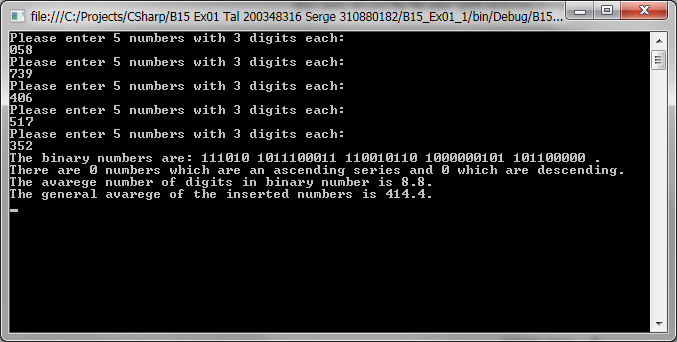 file:///C:/Projects/CSharp/B15 Ex01 Tal 200348316 Serge 310880182/B15_Ex01_1/bin/Debug/B15...
Please enter 5 numbers with 3 digits each:
058
Please enter 5 numbers with 3 digits each:
739
Please enter 5 numbers with 3 digits each:
406
Please enter 5 numbers with 3 digits each:
517
Please enter 5 numbers with 3 digits each:
352
The binary numbers are: 111010 1011100011 110010110 1000000101 101100000 .
There are 0 numbers which are an ascending series and 0 which are descending.
The avarege number of digits in binary number is 8.8.
The general avarege of the inserted numbers is 414.4.